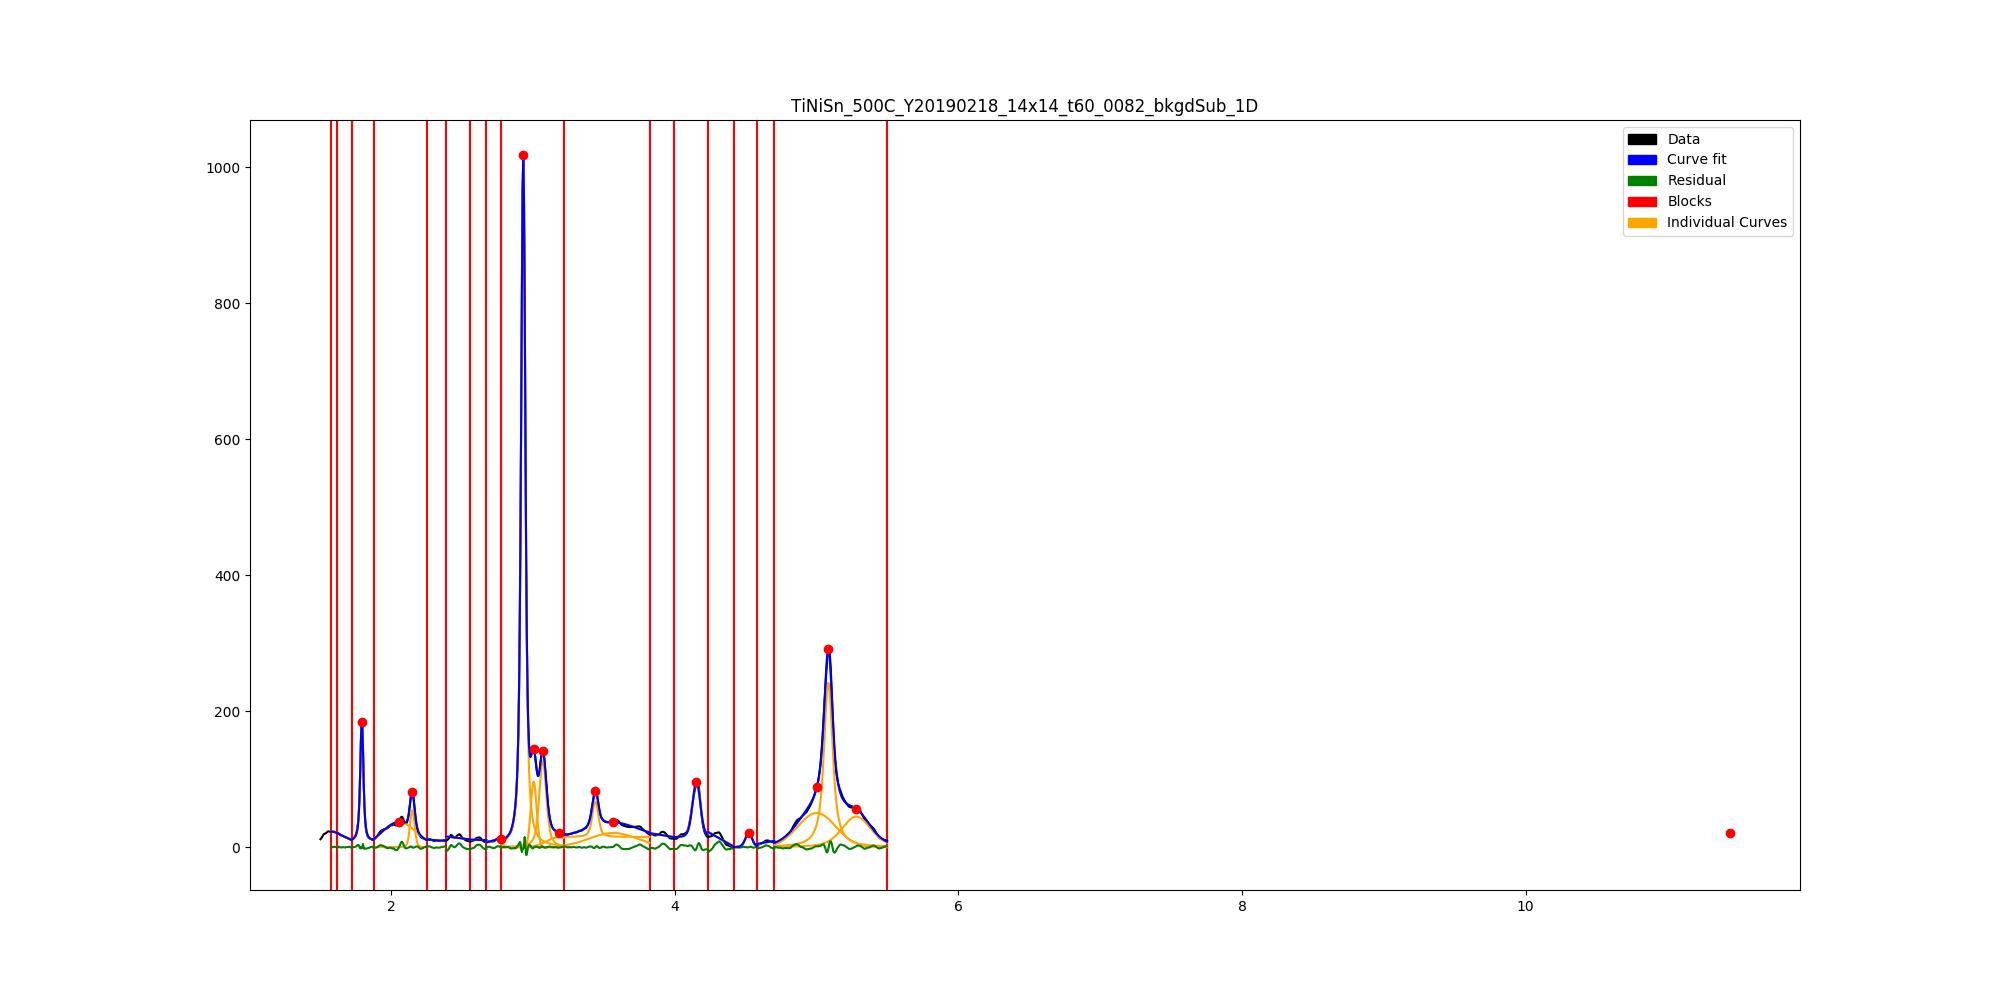 TiNiSn_500C_Y20190218_14x14_t60_0082_bkgdSub_1D
Data
Curve fit
Residual
Blocks
Individual Curves
1000
800
600
400
200
0
2 4 6 8 10